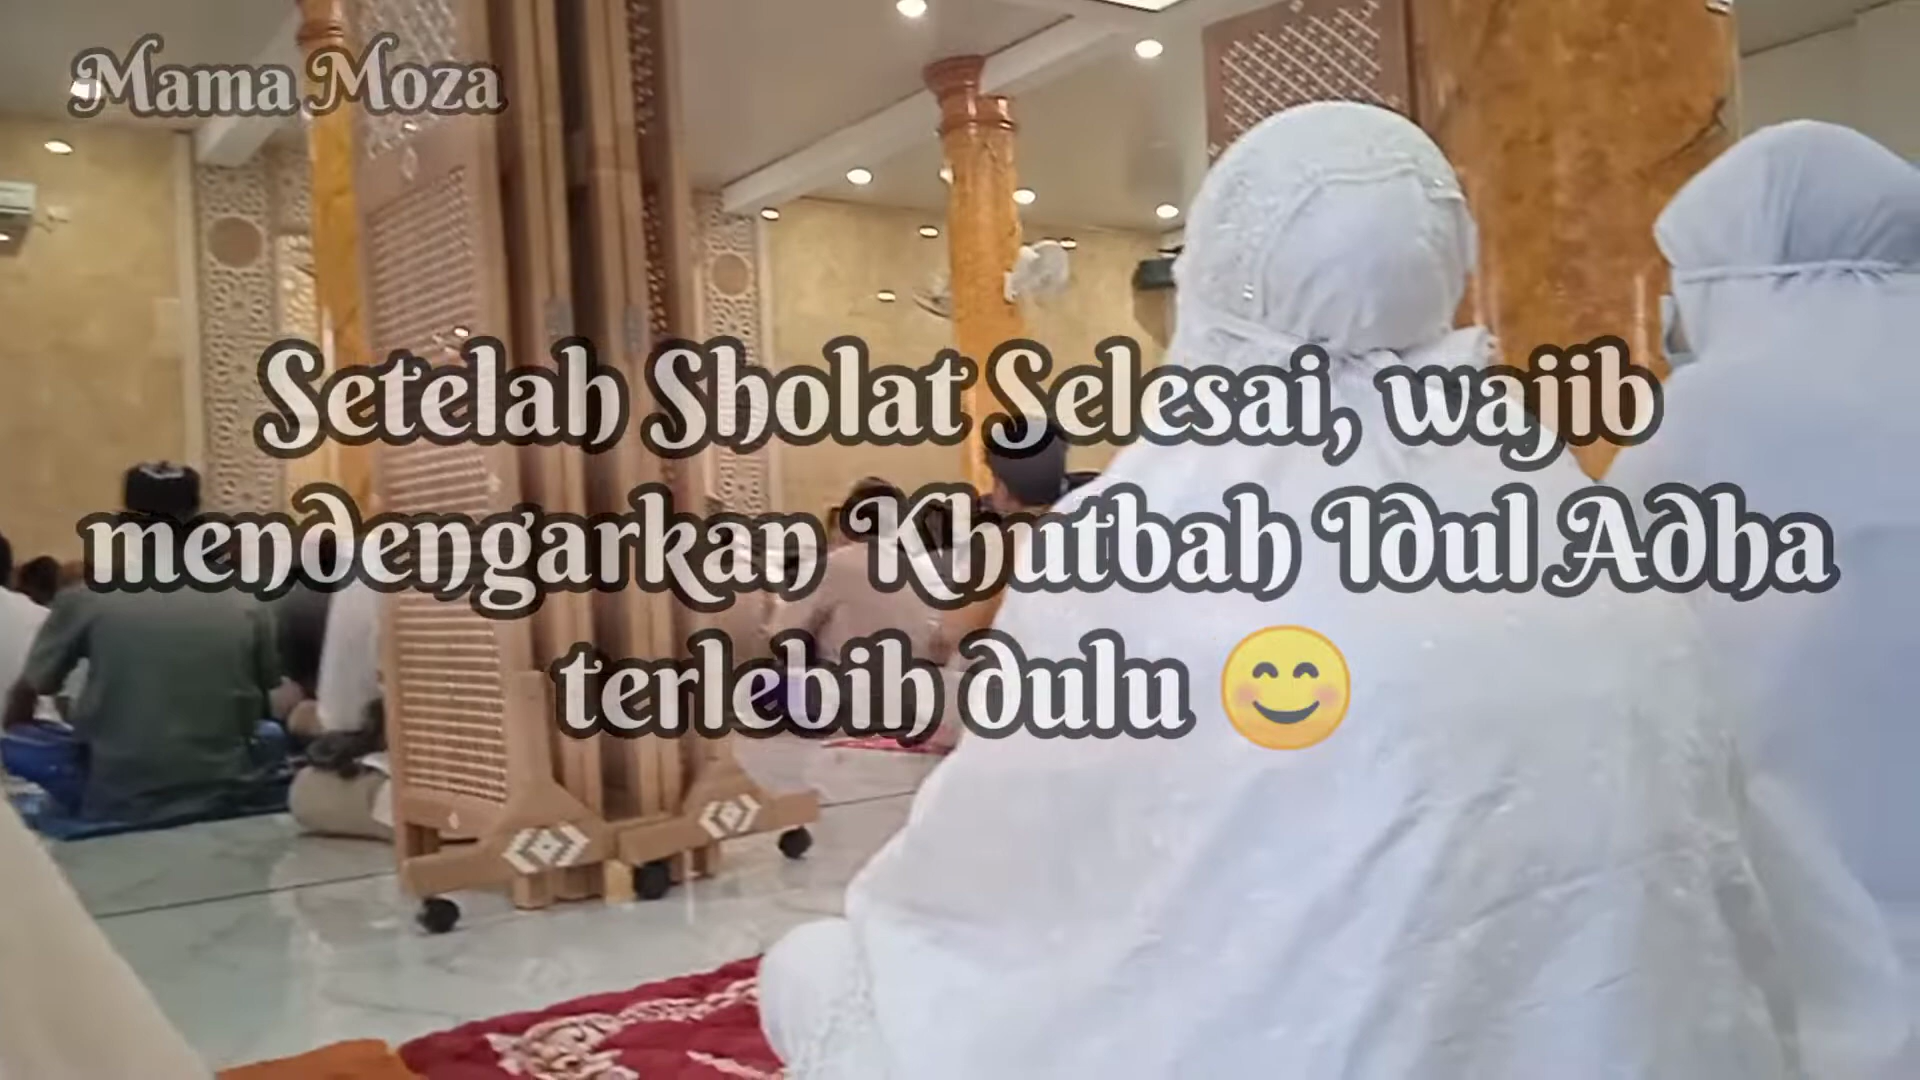 Mama Moza
Setelah Sholat Selesai, wajib
mendengarkan Khutbah Idul Adha
terlebih dulu 😊